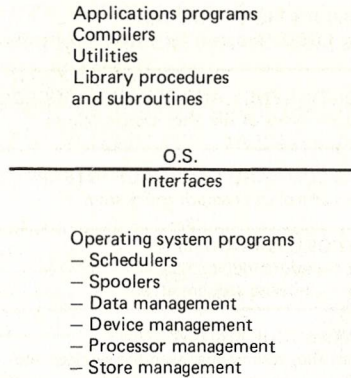 Applications programs
Compilers
Utilities
Library procedures
and subroutines
O.S.
Interfaces
Operating system programs
— Schedulers
— Spoolers
— Data management
— Device management
— Processor management
— Store management